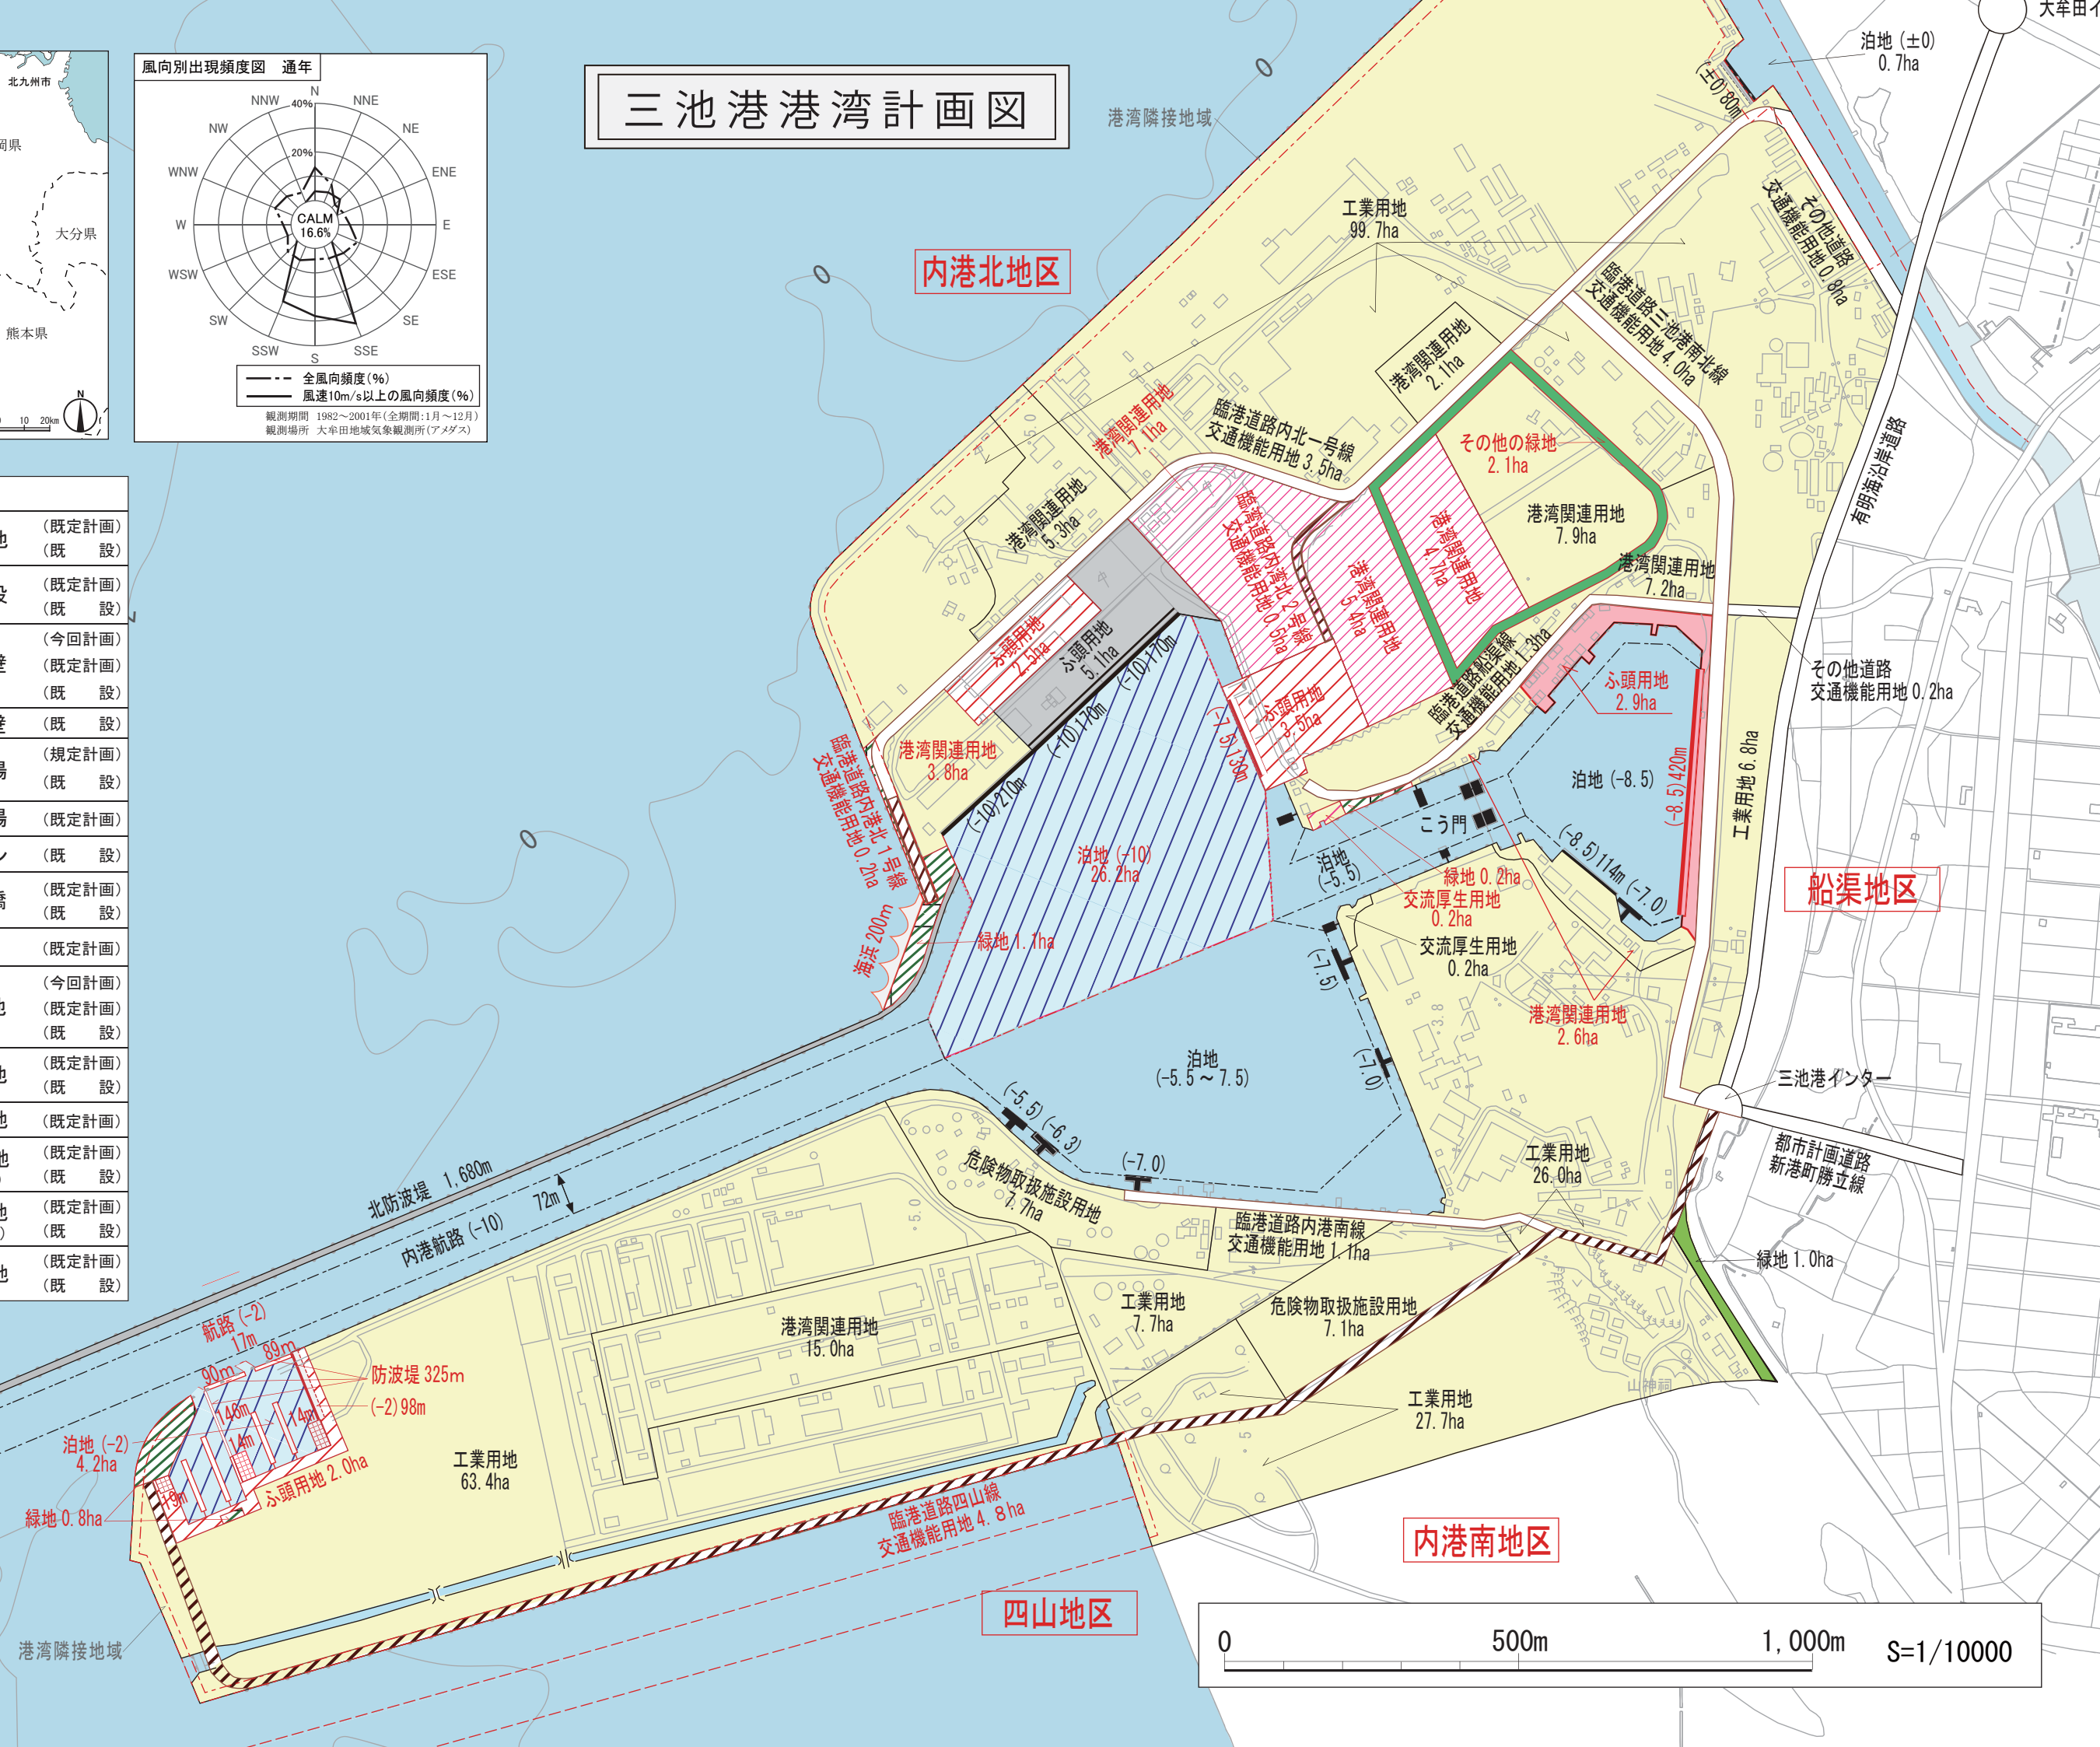 三池港港湾計画図
北九州市
大分県
熊本県
N
10 20km
風向別出現頻度図 通年
N
NNE
NE
ENE
E
ESE
SE
SSE
S
SSW
SW
WSW
W
WNW
NW
NNW
40%
20%
CALM
16.6%
全風向頻度(%)
風速10m/s以上の風向頻度(%)
観測期間 1982～2001年(全期間:1月～12月)
観測場所 大牟田地域気象観測所(アメダス)
(既定計画)
(既 設)
(既定計画)
(既 設)
(今回計画)
(既定計画)
(既 設)
(既 設)
(規定計画)
(既 設)
(既定計画)
(既 設)
(既定計画)
(既 設)
(既定計画)
(今回計画)
(既定計画)
(既 設)
(既定計画)
(既 設)
(既定計画)
(既定計画)
(既 設)
(既定計画)
(既 設)
(既定計画)
(既 設)
0
0
0
港湾隣接地域
内港北地区
泊地(±0)
0.7ha
(±0)80m
工業用地
99.7ha
その他道路
交通機能用地0.8ha
臨港道路三池港南北線
交通機能用地4.0ha
有明海沿岸道路
港湾関連用地
2.1ha
港湾関連用地
7.1ha
臨港道路内北一号線
交通機能用地3.5ha
その他の緑地
2.1ha
港湾関連用地
5.3ha
港湾関連用地
7.9ha
港湾関連用地
4.7ha
臨湾道路内湾北2号線
交通機能用地0.5ha
港湾関連用地
5.4ha
港湾関連用地
7.2ha
ふ頭用地
2.5ha
ふ頭用地
5.1ha
(-10)170m
(-10)170m
(-10)210m
ふ頭用地
3.5ha
(-7.5)130m
臨港道路船渠線
交通機能用地1.3ha
ふ頭用地
2.9ha
その他道路
交通機能用地0.2ha
港湾関連用地
3.8ha
臨港道路内港北1号線
交通機能用地0.2ha
泊地(-8.5)
(-8.5)420m
工業用地6.8ha
こう門
(-8.5)114m
(-7.0)
泊地(-10)
26.2ha
泊地
(-5.5)
緑地0.2ha
交流厚生用地
0.2ha
船渠地区
海浜200m
緑地1.1ha
交流厚生用地
0.2ha
(-7.5)
3.8
港湾関連用地
2.6ha
泊地
(-5.5～7.5)
(-7.0)
三池港インター
(-5.5)
(-6.3)
(-7.0)
都市計画道路
新港町勝立線
工業用地
26.0ha
北防波堤 1,680m
72m
内港航路(-10)
5.0
危険物取扱施設用地
7.7ha
臨港道路内港南線
交通機能用地1.1ha
緑地1.0ha
工業用地
7.7ha
危険物取扱施設用地
7.1ha
港湾関連用地
15.0ha
航路(-2)
17m
89m
90m
防波堤325m
(-2)98m
140m
14m
14m
19m
泊地(-2)
4.2ha
ふ頭用地2.0ha
緑地0.8ha
工業用地
63.4ha
山神祠
工業用地
27.7ha
臨港道路四山線
交通機能用地4.8ha
内港南地区
四山地区
港湾隣接地域
0
500m
1,000m
S=1/10000